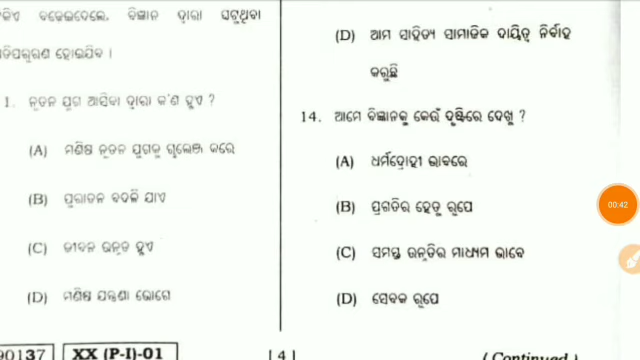 ବଢ଼େଇଦେଲେ, ବିଜ୍ଞାନ ଦ୍ୱାରା ଘଟୁଥିବା
ହୋଇଯିବ ।
1. ନୂତନ ଯୁଗ ଆସିବା ଦ୍ୱାରା କ'ଣ ହୁଏ ?
(A) ମଣିଷ ନୂତନ ଯୁଗକୁ ଚ୍ୟାଲେଞ୍ଜ କରେ
(B) ପୁରାତନ ବଦଳି ଯାଏ
(C) ଜୀବନ ଉନ୍ନତ ହୁଏ
(D) ମଣିଷ ଯନ୍ତ୍ରଣା ଭୋଗେ
90137 XX (P-I)-01
(D) ଆମ ସାହିତ୍ୟ ସାମାଜିକ ଦାୟିତ୍ୱ ନିର୍ବାହ
କରୁଛି
14. ଆମେ ବିଜ୍ଞାନକୁ କେଉଁ ଦୃଷ୍ଟିରେ ଦେଖୁ ?
(A) ଧର୍ମଦ୍ରୋହୀ ଭାବରେ
(B) ପ୍ରଗତିର ହେତୁ ରୂପେ
(C) ସମସ୍ତ ଉନ୍ନତିର ମାଧ୍ୟମ ଭାବେ
(D) ସେବକ ରୂପେ
[ 4 ]
( Continued )
00:42